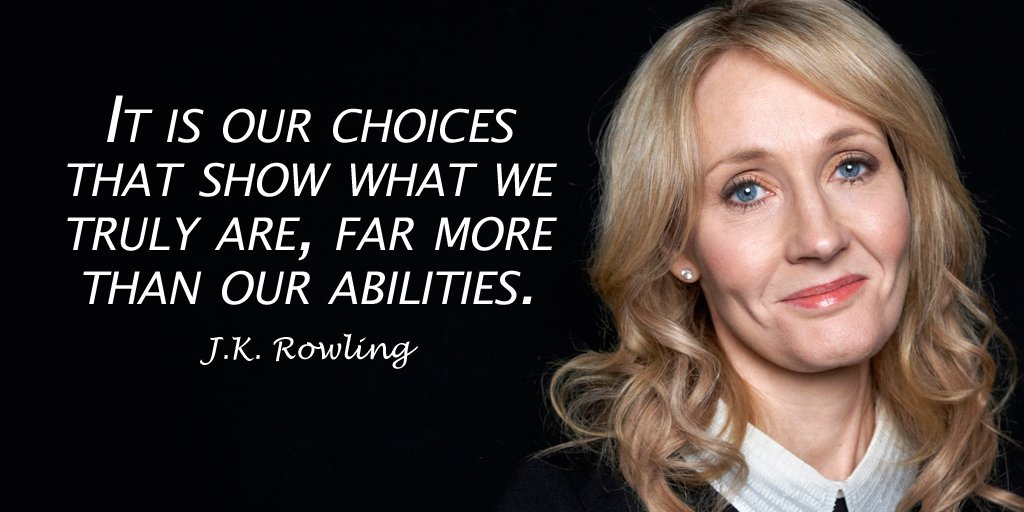 It is our choices
that show what we
truly are, far more
than our abilities.
J.K. Rowling